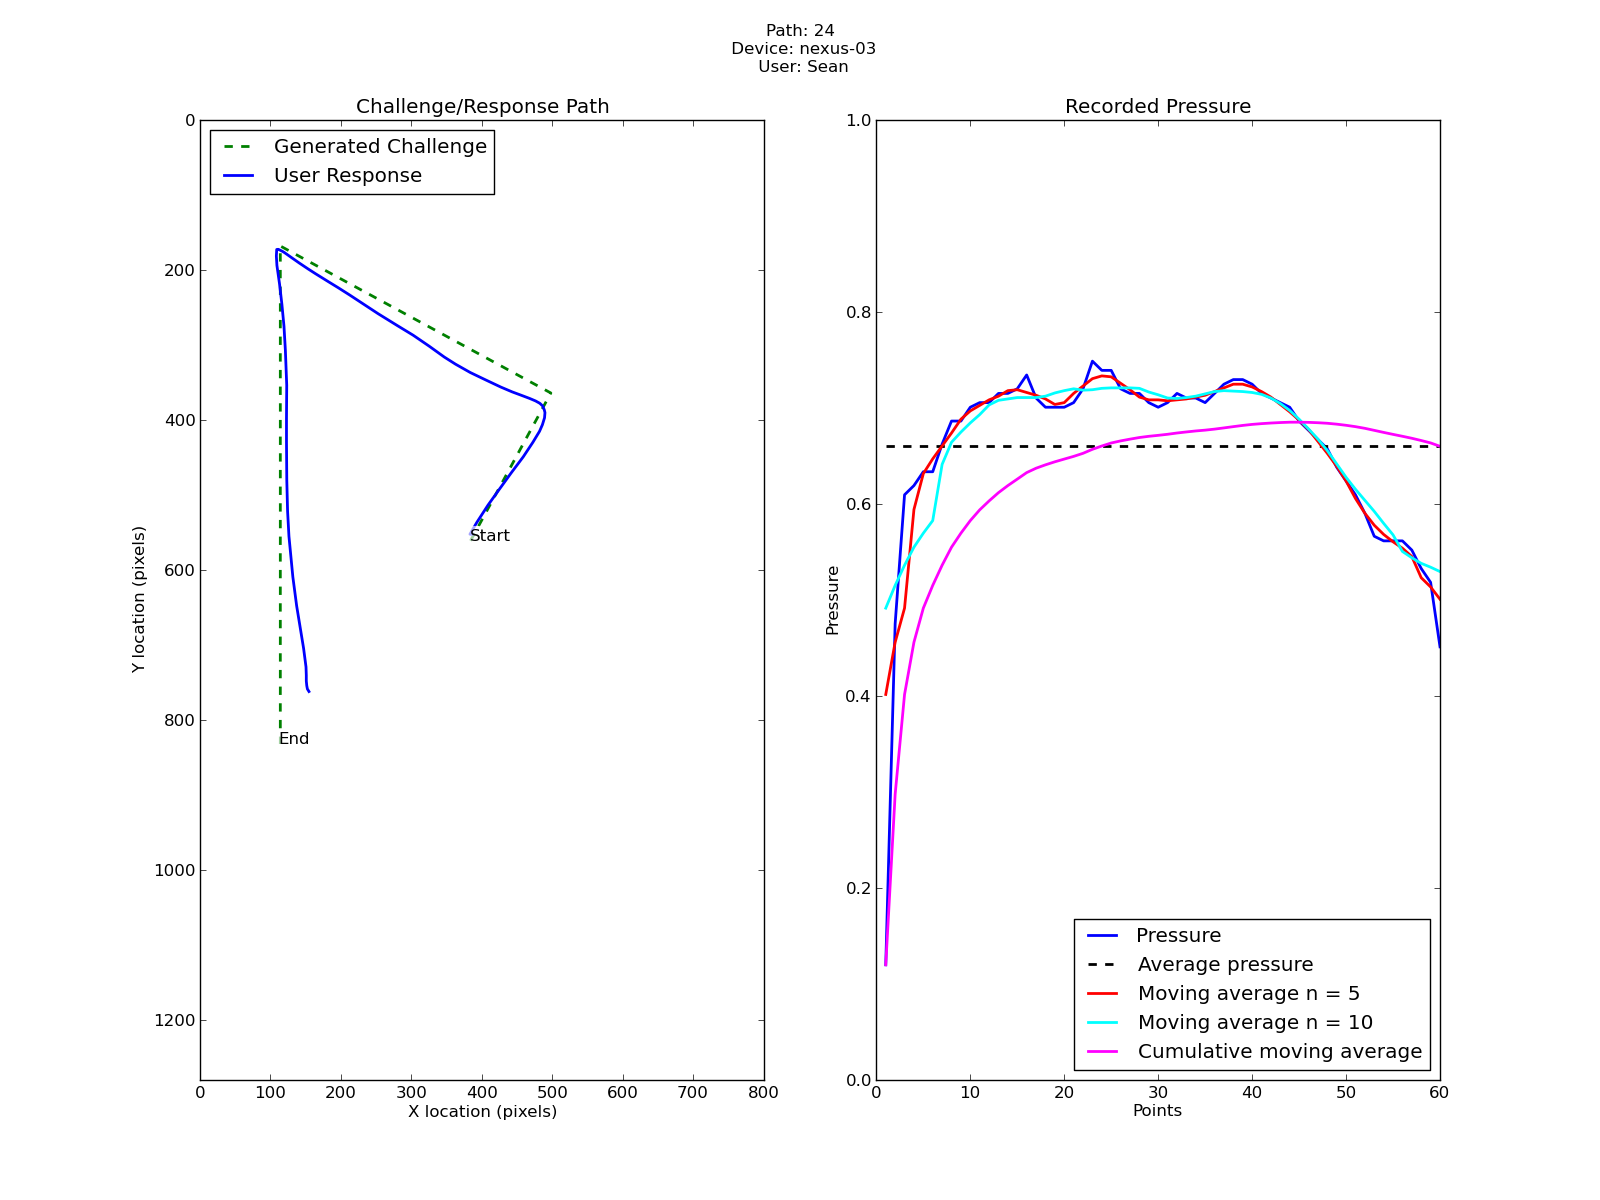 Path: 24
Device: nexus-03
User: Sean
Challenge/Response Path
Generated Challenge
User Response
0
200
400
600
800
1000
1200
Y location (pixels)
Start
End
0 100 200 300 400 500 600 700 800
X location (pixels)
Recorded Pressure
1.0
0.8
0.6
0.4
0.2
0.0
Pressure
Pressure
Average pressure
Moving average n = 5
Moving average n = 10
Cumulative moving average
0 10 20 30 40 50 60
Points